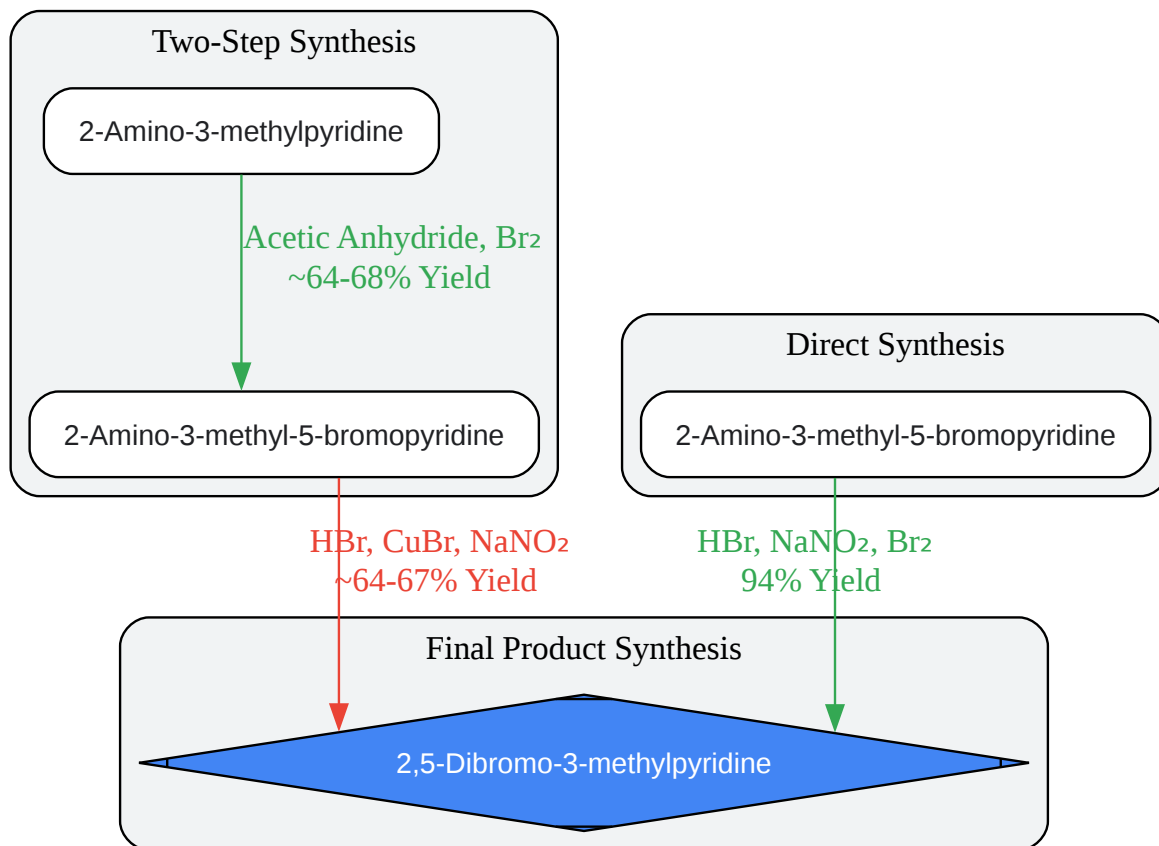 Two-Step Synthesis
2-Amino-3-methylpyridine
Acetic Anhydride, Br₂
~64-68% Yield
2-Amino-3-methyl-5-bromopyridine
HBr, CuBr, NaNO₂
~64-67% Yield
Direct Synthesis
2-Amino-3-methyl-5-bromopyridine
HBr, NaNO₂, Br₂
94% Yield
Final Product Synthesis
2,5-Dibromo-3-methylpyridine